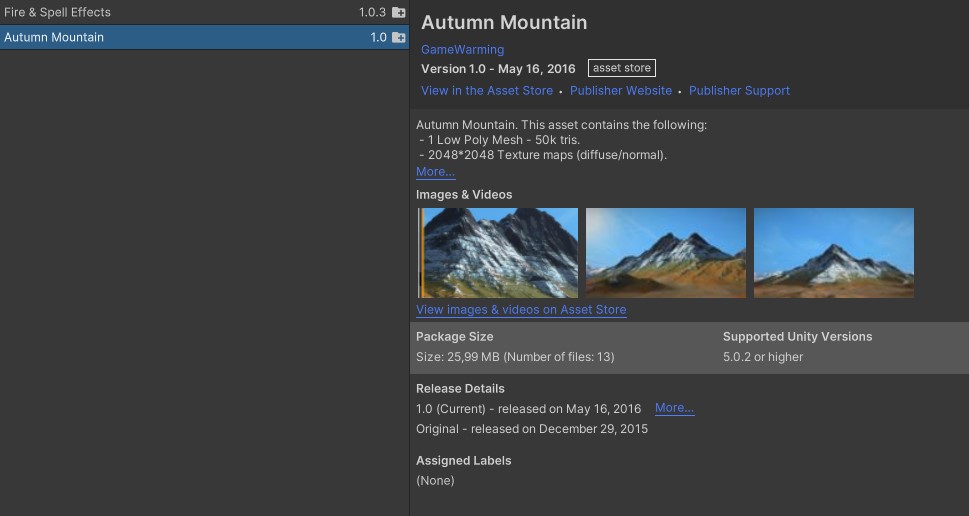 Fire & Spell Effects 1.0.3
Autumn Mountain 1.0
Autumn Mountain
GameWarming
Version 1.0 - May 16, 2016 asset store
View in the Asset Store • Publisher Website • Publisher Support
Autumn Mountain. This asset contains the following:
- 1 Low Poly Mesh - 50k tris.
- 2048*2048 Texture maps (diffuse/normal).
More...
Images & Videos
View images & videos on Asset Store
Package Size Supported Unity Versions
Size: 25,99 MB (Number of files: 13) 5.0.2 or higher
Release Details
1.0 (Current) - released on May 16, 2016 More...
Original - released on December 29, 2015
Assigned Labels
(None)